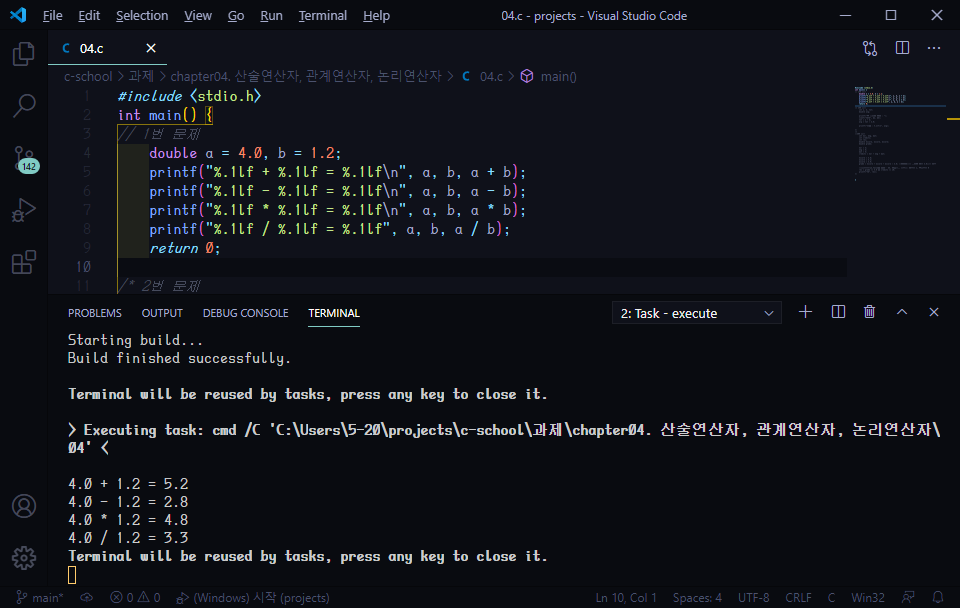 File Edit Selection View Go Run Terminal Help 04.c - projects - Visual Studio Code
C 04.c
c-school > 과제 > chapter04. 산술연산자, 관계연산자, 논리연산자 > C 04.c > main()
1 #include <stdio.h>
2 int main() {
3 // 1번 문제
4 double a = 4.0, b = 1.2;
5 printf("%.1lf + %.1lf = %.1lf\n", a, b, a + b);
6 printf("%.1lf - %.1lf = %.1lf\n", a, b, a - b);
7 printf("%.1lf * %.1lf = %.1lf\n", a, b, a * b);
8 printf("%.1lf / %.1lf = %.1lf", a, b, a / b);
9 return 0;
10
11 /* 2번 문제
142
PROBLEMS OUTPUT DEBUG CONSOLE TERMINAL 2: Task - execute
Starting build...
Build finished successfully.
Terminal will be reused by tasks, press any key to close it.
> Executing task: cmd /C 'C:\Users\5-20\projects\c-school\과제\chapter04. 산술연산자, 관계연산자, 논리연산자\
04' <
4.0 + 1.2 = 5.2
4.0 - 1.2 = 2.8
4.0 * 1.2 = 4.8
4.0 / 1.2 = 3.3
Terminal will be reused by tasks, press any key to close it.
main* 0 0 (Windows) 시작 (projects) Ln 10, Col 1 Spaces: 4 UTF-8 CRLF C Win32